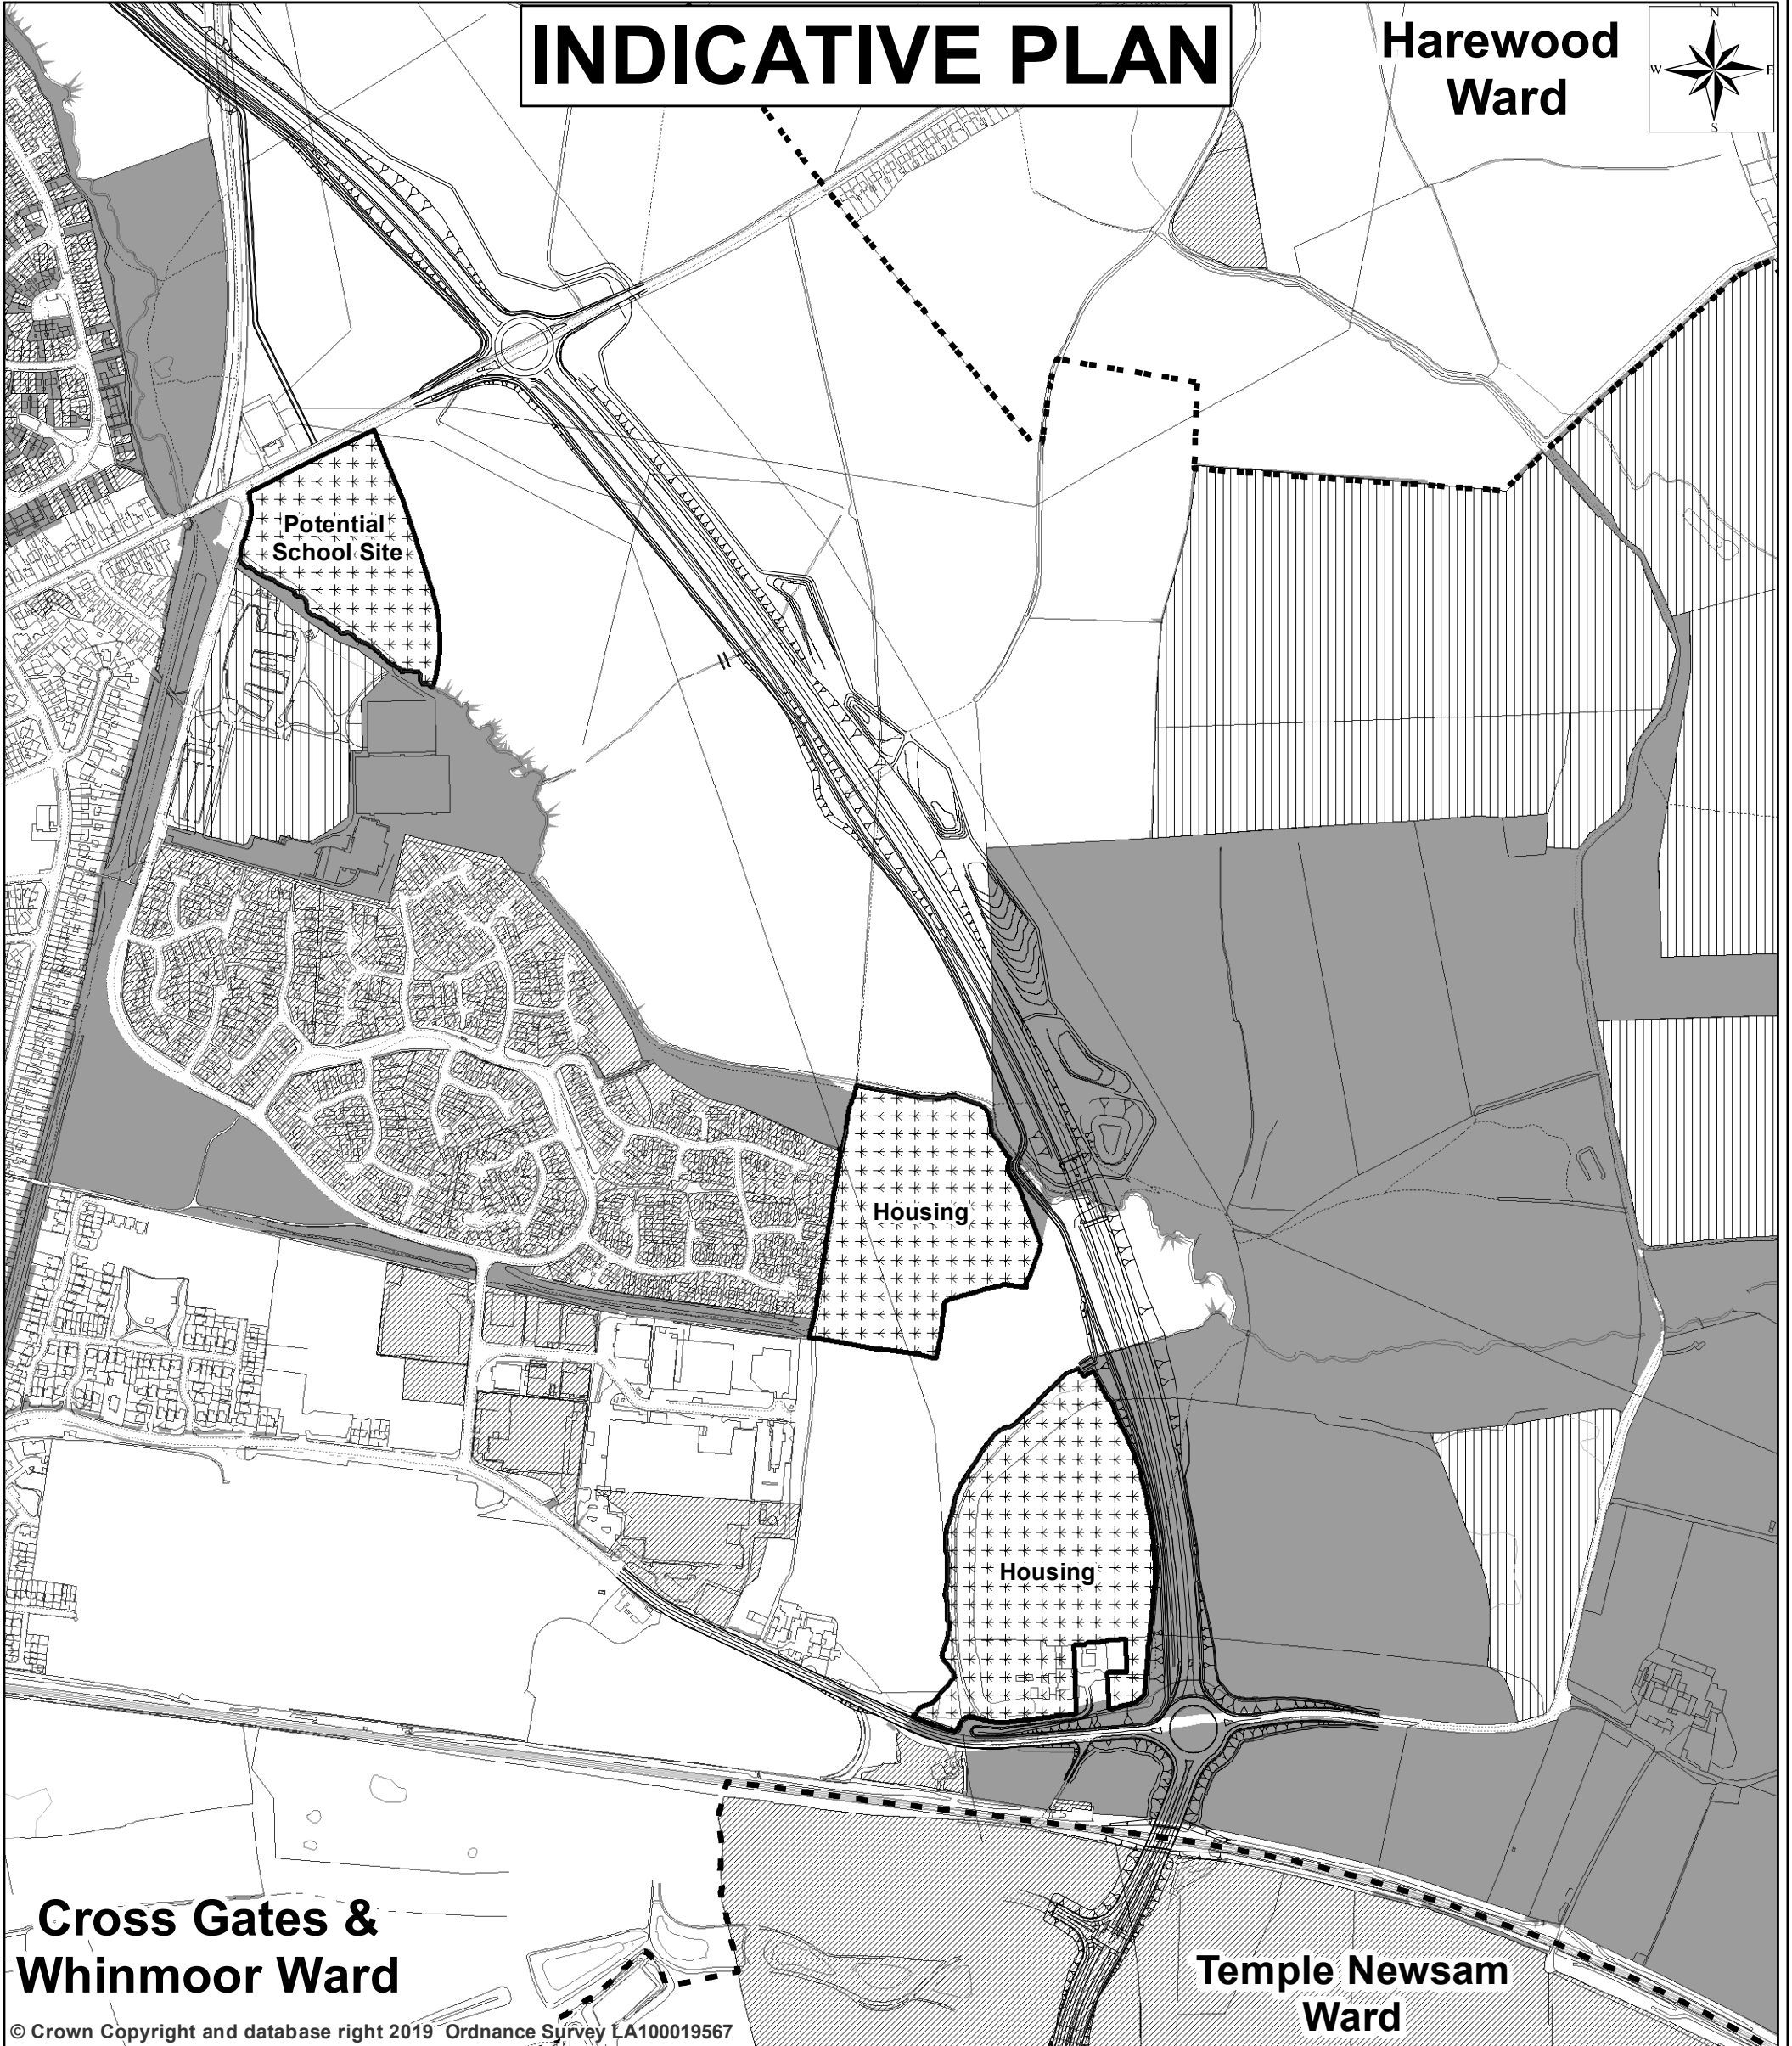 INDICATIVE PLAN
Harewood
Ward
N
W
E
S
Potential
School Site
Housing
Housing
Cross Gates &
Whinmoor Ward
Temple Newsam
Ward
© Crown Copyright and database right 2019 Ordnance Survey LA100019567